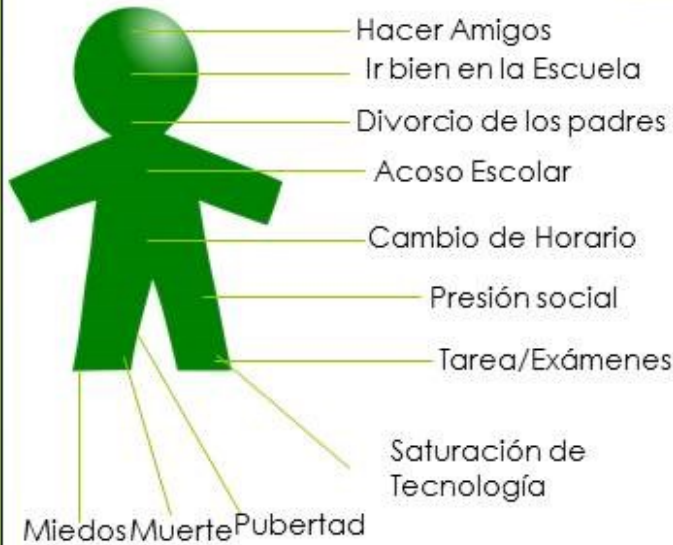 Hacer Amigos
Ir bien en la Escuela
Divorcio de los padres
Acoso Escolar
Cambio de Horario
Presión social
Tarea/Exámenes
Saturación de
Tecnología
Miedos Muerte Pubertad